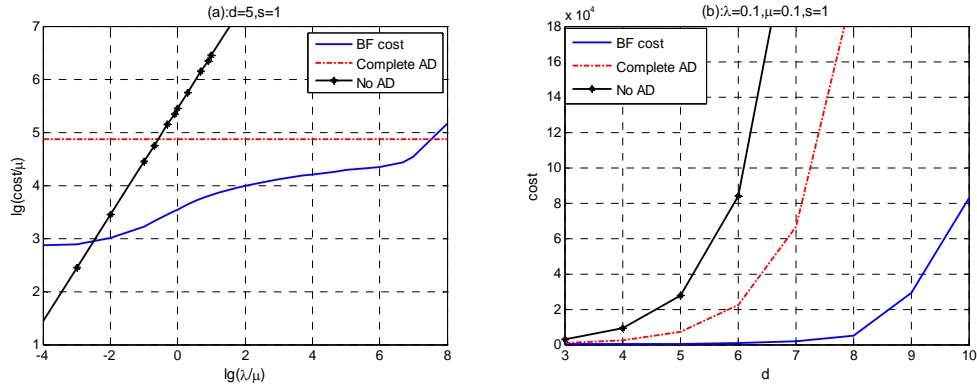 (a):d=5,s=1
7
6
5
4
3
2
1
-4
-2
0
2
4
6
8
lg(cost/μ)
lg(λ/μ)
BF cost
Complete AD
No AD
(b):λ=0.1,μ=0.1,s=1
x 10^4
18
16
14
12
10
8
6
4
2
0
3
4
5
6
7
8
9
10
cost
d
BF cost
Complete AD
No AD